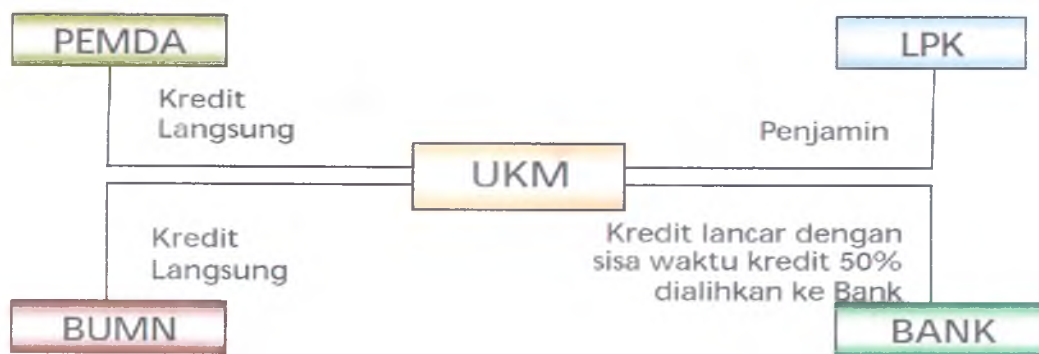 PEMDA
LPK
Kredit
Langsung
Penjamin
UKM
Kredit
Langsung
Kredit lancar dengan
sisa waktu kredit 50%
dialihkan ke Bank
BUMN
BANK